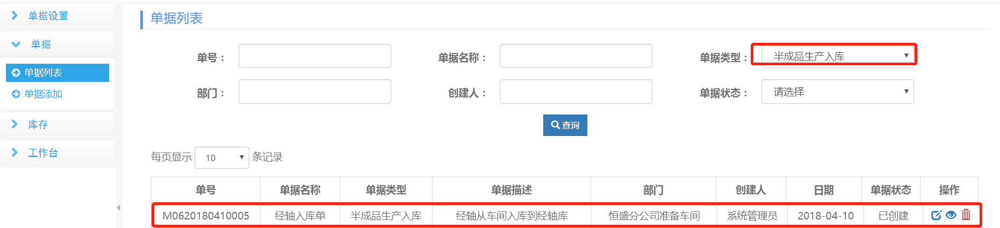 单据设置
单据
单据列表
单据添加
库存
工作台
单据列表
单号： 单据名称： 单据类型： 半成品生产入库
部门： 创建人： 单据状态： 请选择
查询
每页显示 10 条记录
单号 单据名称 单据类型 单据描述 部门 创建人 日期 单据状态 操作
M0620180410005 经轴入库单 半成品生产入库 经轴从车间入库到经轴库 恒盛分公司准备车间 系统管理员 2018-04-10 已创建